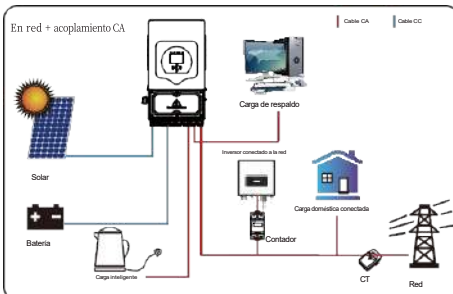 En red + acoplamiento CA
Cable CA
Cable CC
Carga de respaldo
Solar
Inversor conectado a la red
Batería
Contador
Carga doméstica conectada
Carga inteligente
CT
Red